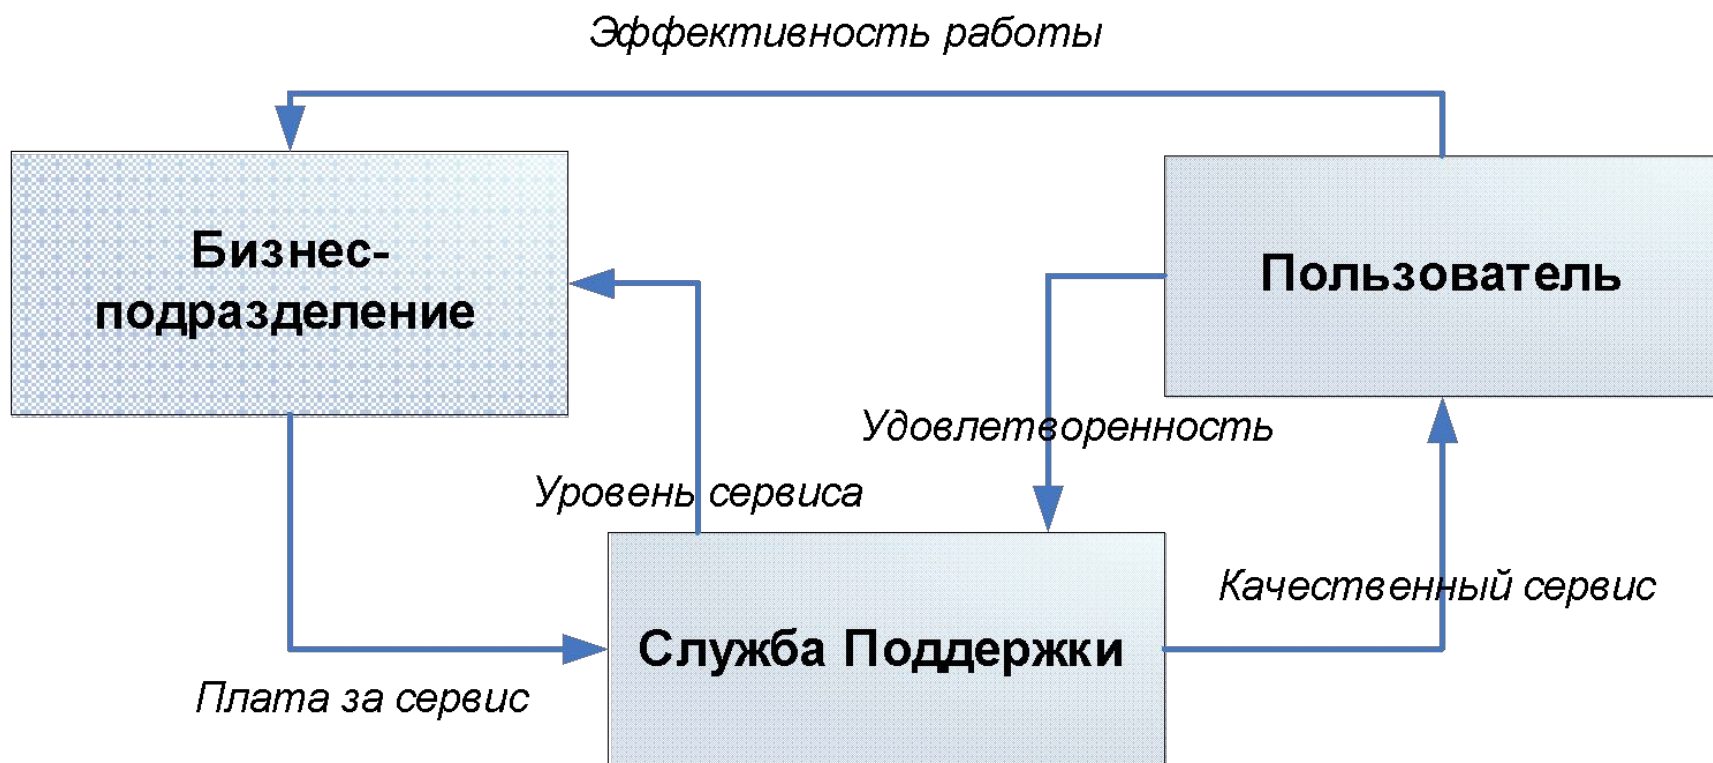 Эффективность работы
Бизнес-
подразделение
Пользователь
Удовлетворенность
Уровень сервиса
Качественный сервис
Служба Поддержки
Плата за сервис